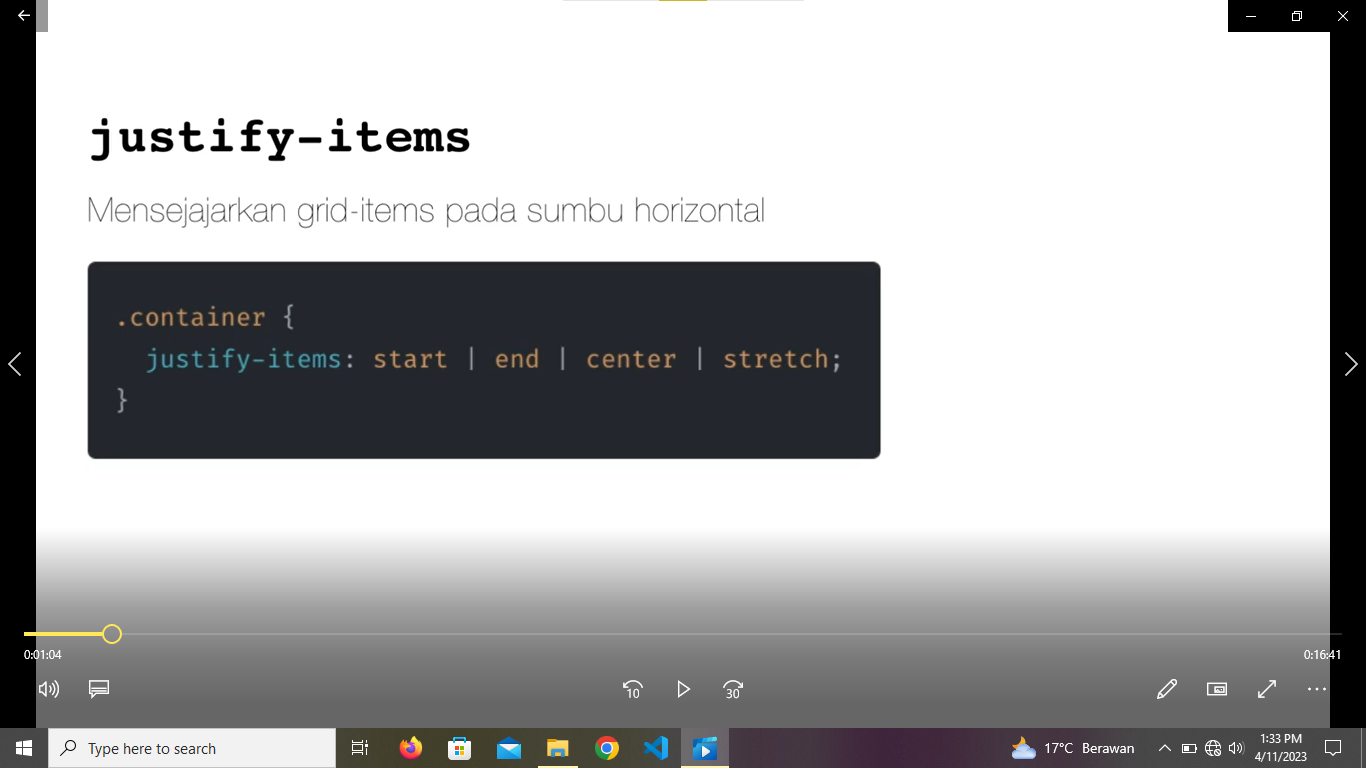 justify-items
Mensejajarkan grid-items pada sumbu horizontal
.container {
justify-items: start | end | center | stretch;
}
0:01:04
0:16:41
10
30
Type here to search
17°C Berawan
1:33 PM
4/11/2023